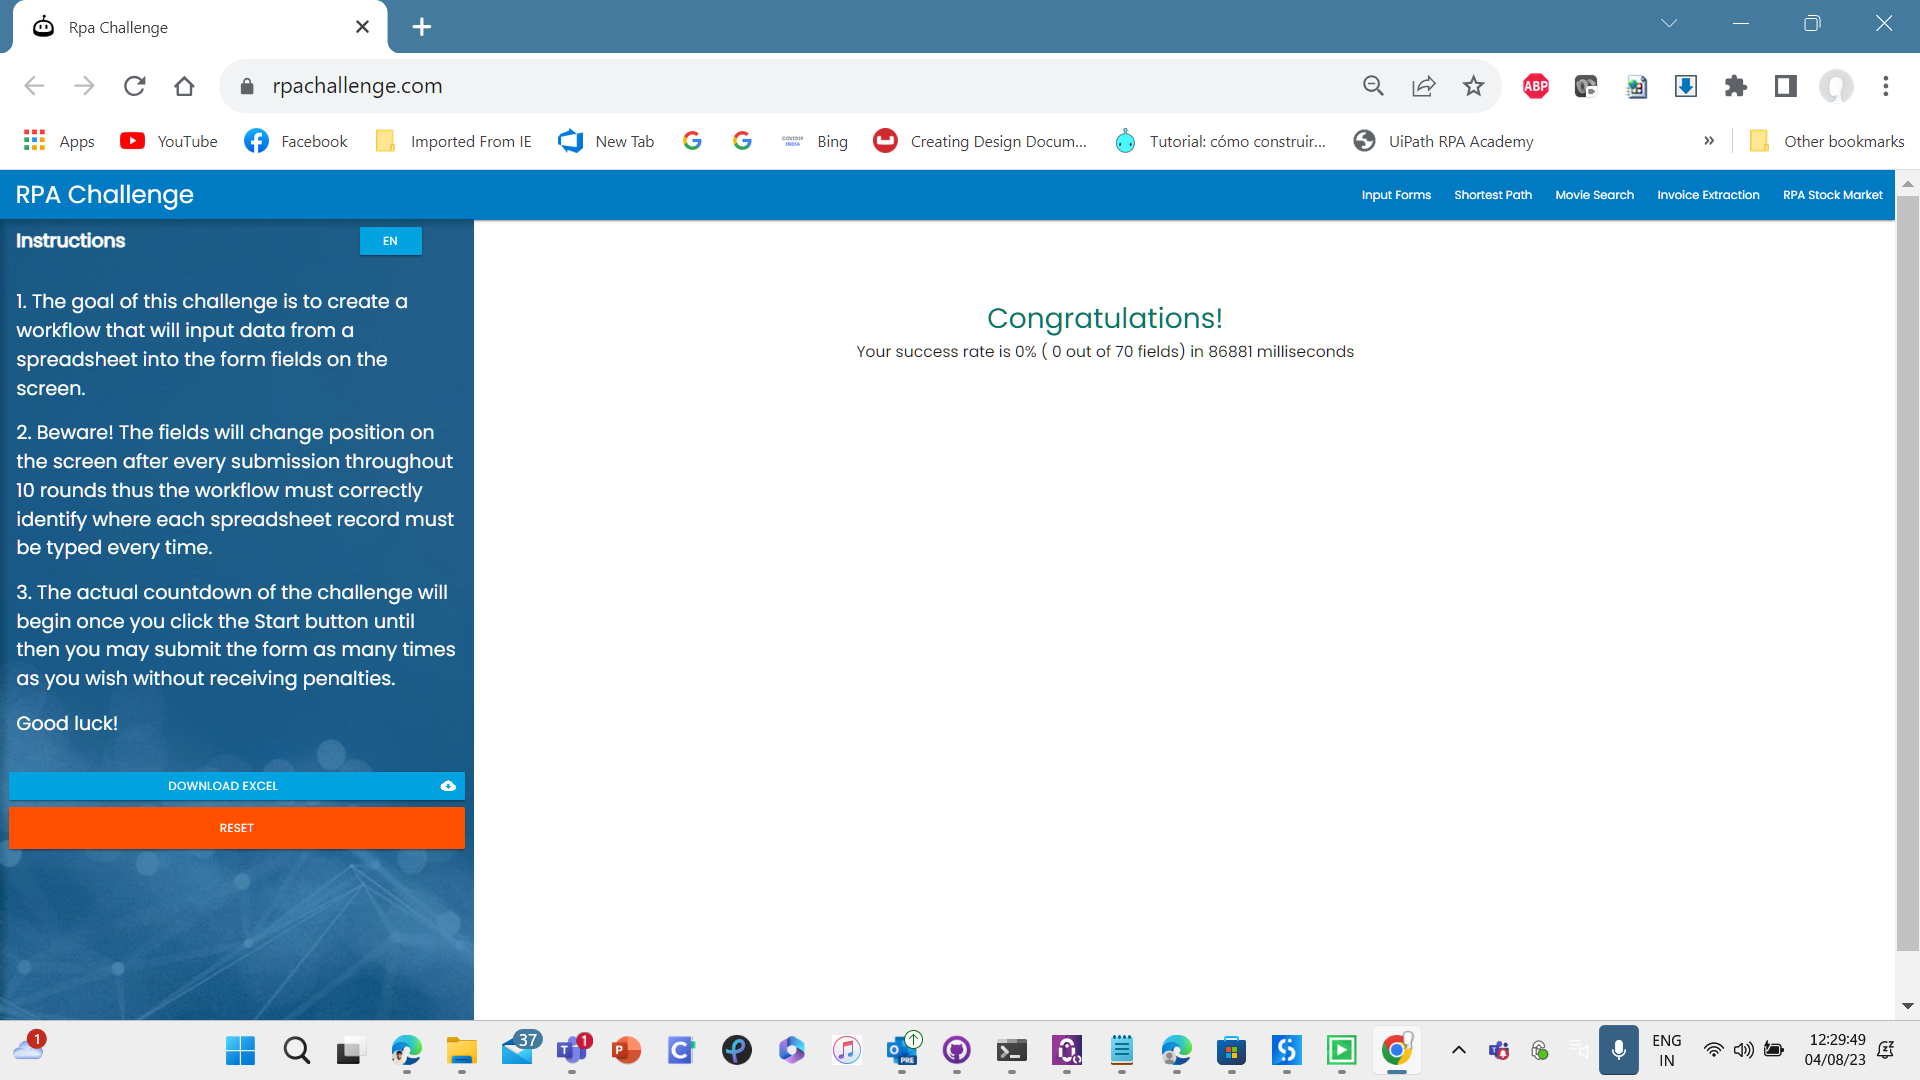 Rpa Challenge
rpachallenge.com
ABP
Apps
YouTube
Facebook
Imported From IE
New Tab
COVID19 INDIA
Bing
Creating Design Docum...
Tutorial: cómo construir...
UiPath RPA Academy
»
Other bookmarks
RPA Challenge
Input Forms
Shortest Path
Movie Search
Invoice Extraction
RPA Stock Market
Instructions
EN
1. The goal of this challenge is to create a
workflow that will input data from a
spreadsheet into the form fields on the
screen.
2. Beware! The fields will change position on
the screen after every submission throughout
10 rounds thus the workflow must correctly
identify where each spreadsheet record must
be typed every time.
3. The actual countdown of the challenge will
begin once you click the Start button until
then you may submit the form as many times
as you wish without receiving penalties.
Good luck!
DOWNLOAD EXCEL
RESET
Congratulations!
Your success rate is 0% ( 0 out of 70 fields) in 86881 milliseconds
1
37
1
PRE
ENG
IN
12:29:49
04/08/23